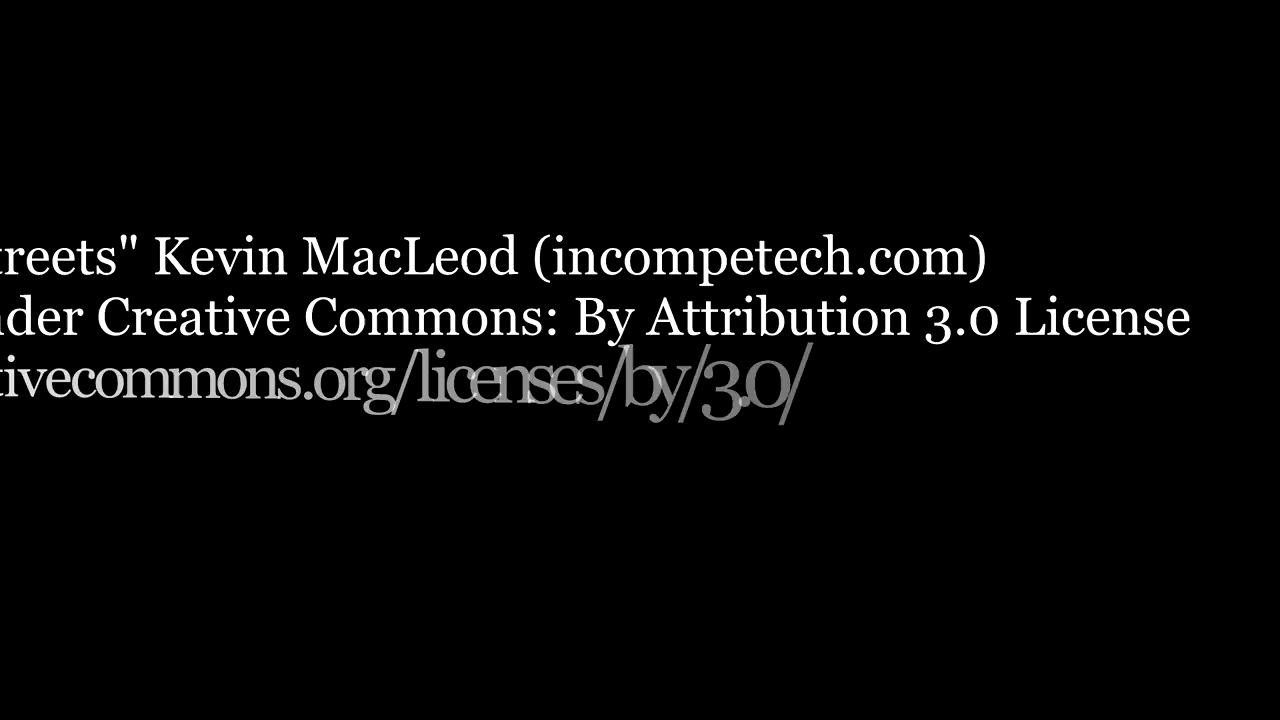 treets" Kevin MacLeod (incompetech.com)
nder Creative Commons: By Attribution 3.0 License
tivecommons.org/licenses/by/3.0/